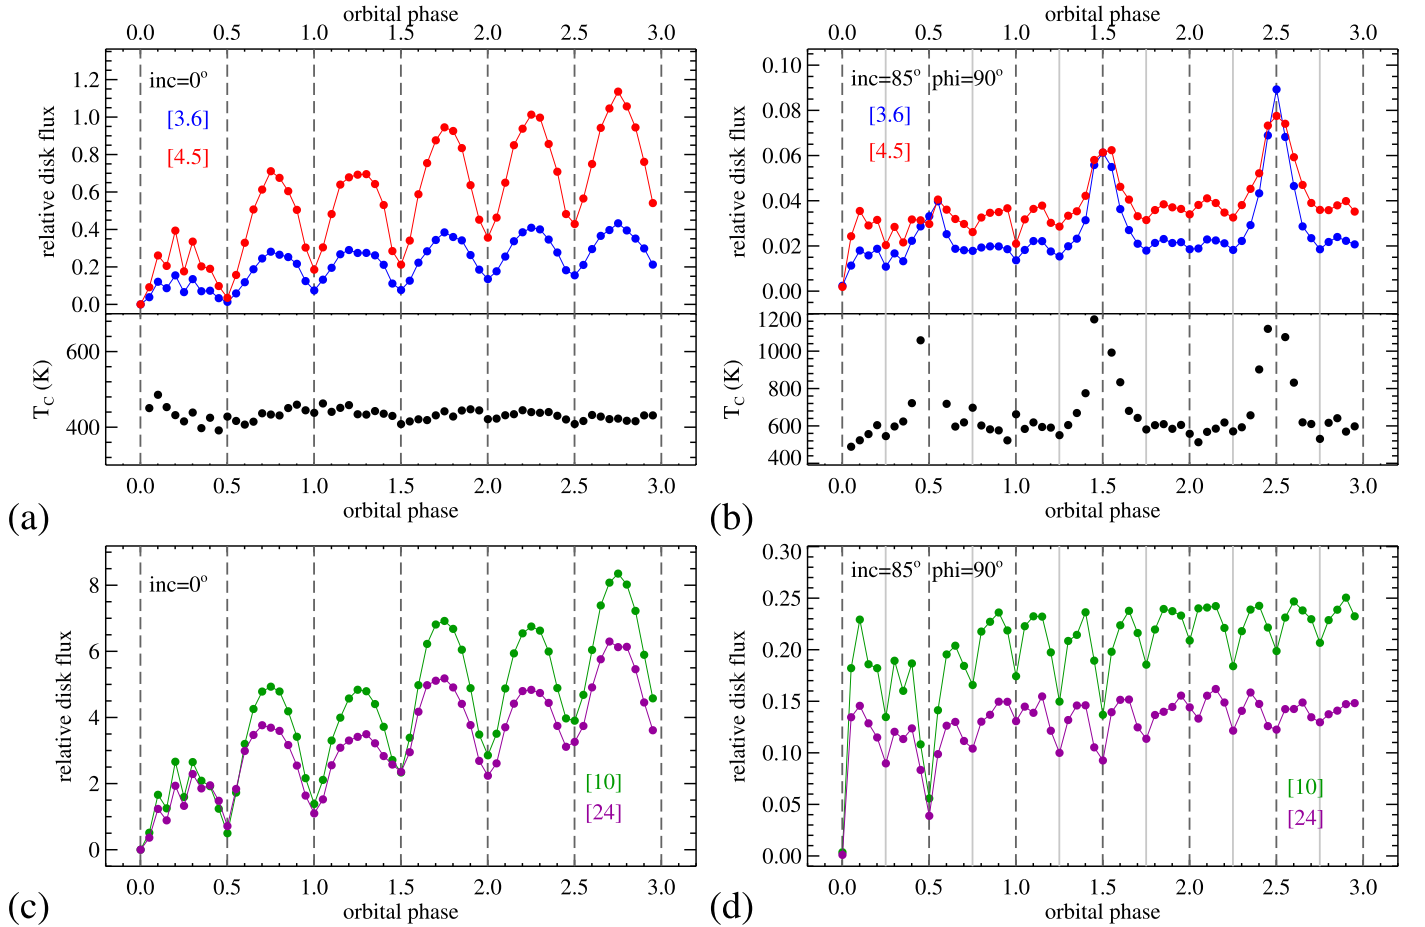 orbital phase
0.0 0.5 1.0 1.5 2.0 2.5 3.0
relative disk flux
1.2
1.0
0.8
0.6
0.4
0.2
0.0
inc=0°
[3.6]
[4.5]
T_C (K)
600
400
0.0 0.5 1.0 1.5 2.0 2.5 3.0
orbital phase
(a)
orbital phase
0.0 0.5 1.0 1.5 2.0 2.5 3.0
relative disk flux
0.10
0.08
0.06
0.04
0.02
0.00
inc=85° phi=90°
[3.6]
[4.5]
T_C (K)
1200
1000
800
600
400
0.0 0.5 1.0 1.5 2.0 2.5 3.0
orbital phase
(b)
relative disk flux
8
6
4
2
0
inc=0°
[10]
[24]
0.0 0.5 1.0 1.5 2.0 2.5 3.0
orbital phase
(c)
relative disk flux
0.30
0.25
0.20
0.15
0.10
0.05
0.00
inc=85° phi=90°
[10]
[24]
0.0 0.5 1.0 1.5 2.0 2.5 3.0
orbital phase
(d)